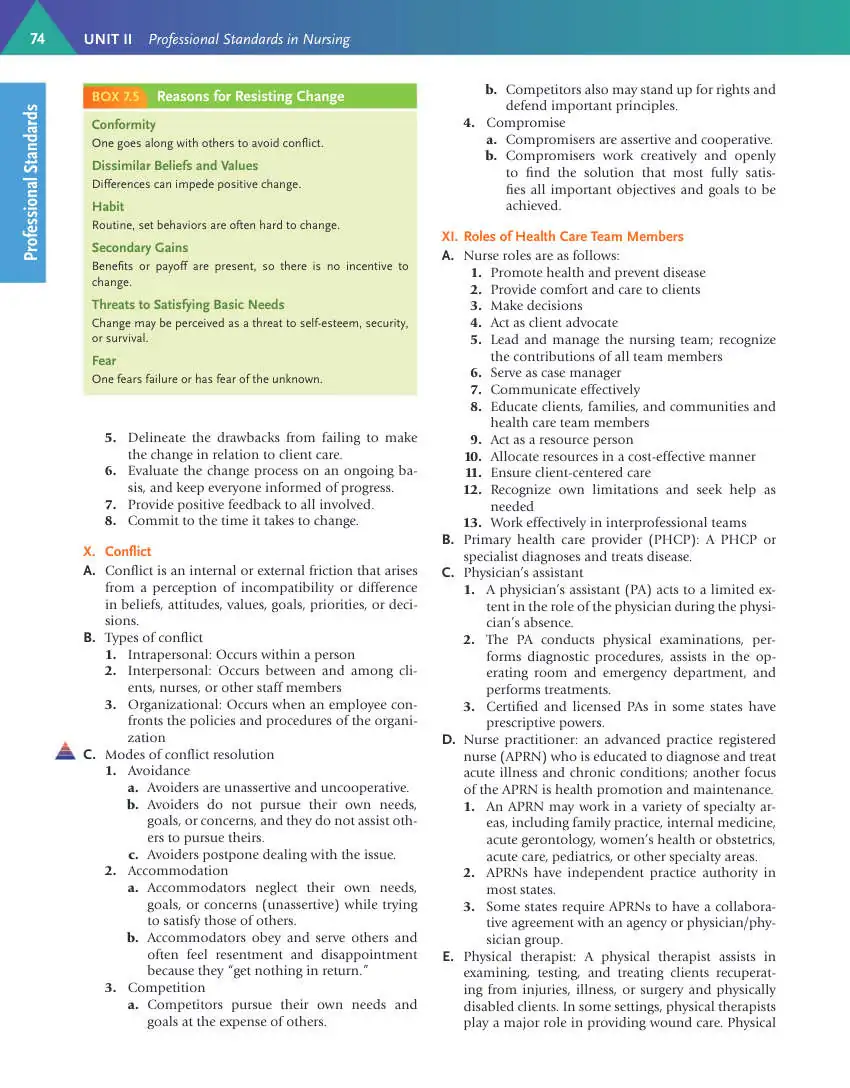 74 UNIT II Professional Standards in Nursing
Professional Standards
BOX 7.5 Reasons for Resisting Change
Conformity
One goes along with others to avoid conflict.
Dissimilar Beliefs and Values
Differences can impede positive change.
Habit
Routine, set behaviors are often hard to change.
Secondary Gains
Benefits or payoff are present, so there is no incentive to
change.
Threats to Satisfying Basic Needs
Change may be perceived as a threat to self-esteem, security,
or survival.
Fear
One fears failure or has fear of the unknown.
5. Delineate the drawbacks from failing to make
the change in relation to client care.
6. Evaluate the change process on an ongoing ba-
sis, and keep everyone informed of progress.
7. Provide positive feedback to all involved.
8. Commit to the time it takes to change.
X. Conflict
A. Conflict is an internal or external friction that arises
from a perception of incompatibility or difference
in beliefs, attitudes, values, goals, priorities, or deci-
sions.
B. Types of conflict
1. Intrapersonal: Occurs within a person
2. Interpersonal: Occurs between and among cli-
ents, nurses, or other staff members
3. Organizational: Occurs when an employee con-
fronts the policies and procedures of the organi-
zation
C. Modes of conflict resolution
1. Avoidance
a. Avoiders are unassertive and uncooperative.
b. Avoiders do not pursue their own needs,
goals, or concerns, and they do not assist oth-
ers to pursue theirs.
c. Avoiders postpone dealing with the issue.
2. Accommodation
a. Accommodators neglect their own needs,
goals, or concerns (unassertive) while trying
to satisfy those of others.
b. Accommodators obey and serve others and
often feel resentment and disappointment
because they “get nothing in return.”
3. Competition
a. Competitors pursue their own needs and
goals at the expense of others.
b. Competitors also may stand up for rights and
defend important principles.
4. Compromise
a. Compromisers are assertive and cooperative.
b. Compromisers work creatively and openly
to find the solution that most fully satis-
fies all important objectives and goals to be
achieved.
XI. Roles of Health Care Team Members
A. Nurse roles are as follows:
1. Promote health and prevent disease
2. Provide comfort and care to clients
3. Make decisions
4. Act as client advocate
5. Lead and manage the nursing team; recognize
the contributions of all team members
6. Serve as case manager
7. Communicate effectively
8. Educate clients, families, and communities and
health care team members
9. Act as a resource person
10. Allocate resources in a cost-effective manner
11. Ensure client-centered care
12. Recognize own limitations and seek help as
needed
13. Work effectively in interprofessional teams
B. Primary health care provider (PHCP): A PHCP or
specialist diagnoses and treats disease.
C. Physician’s assistant
1. A physician’s assistant (PA) acts to a limited ex-
tent in the role of the physician during the physi-
cian’s absence.
2. The PA conducts physical examinations, per-
forms diagnostic procedures, assists in the op-
erating room and emergency department, and
performs treatments.
3. Certified and licensed PAs in some states have
prescriptive powers.
D. Nurse practitioner: an advanced practice registered
nurse (APRN) who is educated to diagnose and treat
acute illness and chronic conditions; another focus
of the APRN is health promotion and maintenance.
1. An APRN may work in a variety of specialty ar-
eas, including family practice, internal medicine,
acute gerontology, women’s health or obstetrics,
acute care, pediatrics, or other specialty areas.
2. APRNs have independent practice authority in
most states.
3. Some states require APRNs to have a collabora-
tive agreement with an agency or physician/phy-
sician group.
E. Physical therapist: A physical therapist assists in
examining, testing, and treating clients recuperat-
ing from injuries, illness, or surgery and physically
disabled clients. In some settings, physical therapists
play a major role in providing wound care. Physical